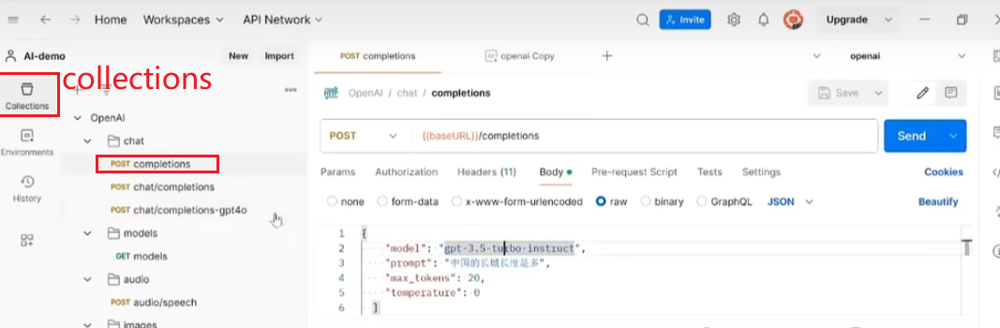 Home Workspaces API Network Invite Upgrade
AI-demo New Import POST completions openai Copy openai
collections
Collections
OpenAI / chat / completions Save
OpenAI
POST {{baseURL}}/completions Send
chat
Environments
POST completions
Params Authorization Headers (11) Body Pre-request Script Tests Settings Cookies
POST chat/completions
History
none form-data x-www-form-urlencoded raw binary GraphQL JSON Beautify
POST chat/completions-gpt4o
models
1 {
2 "model": "gpt-3.5-turbo-instruct",
GET models
3 "prompt": "中国的长城长度是多",
audio
4 "max_tokens": 20,
5 "temperature": 0
POST audio/speech
6 }
images